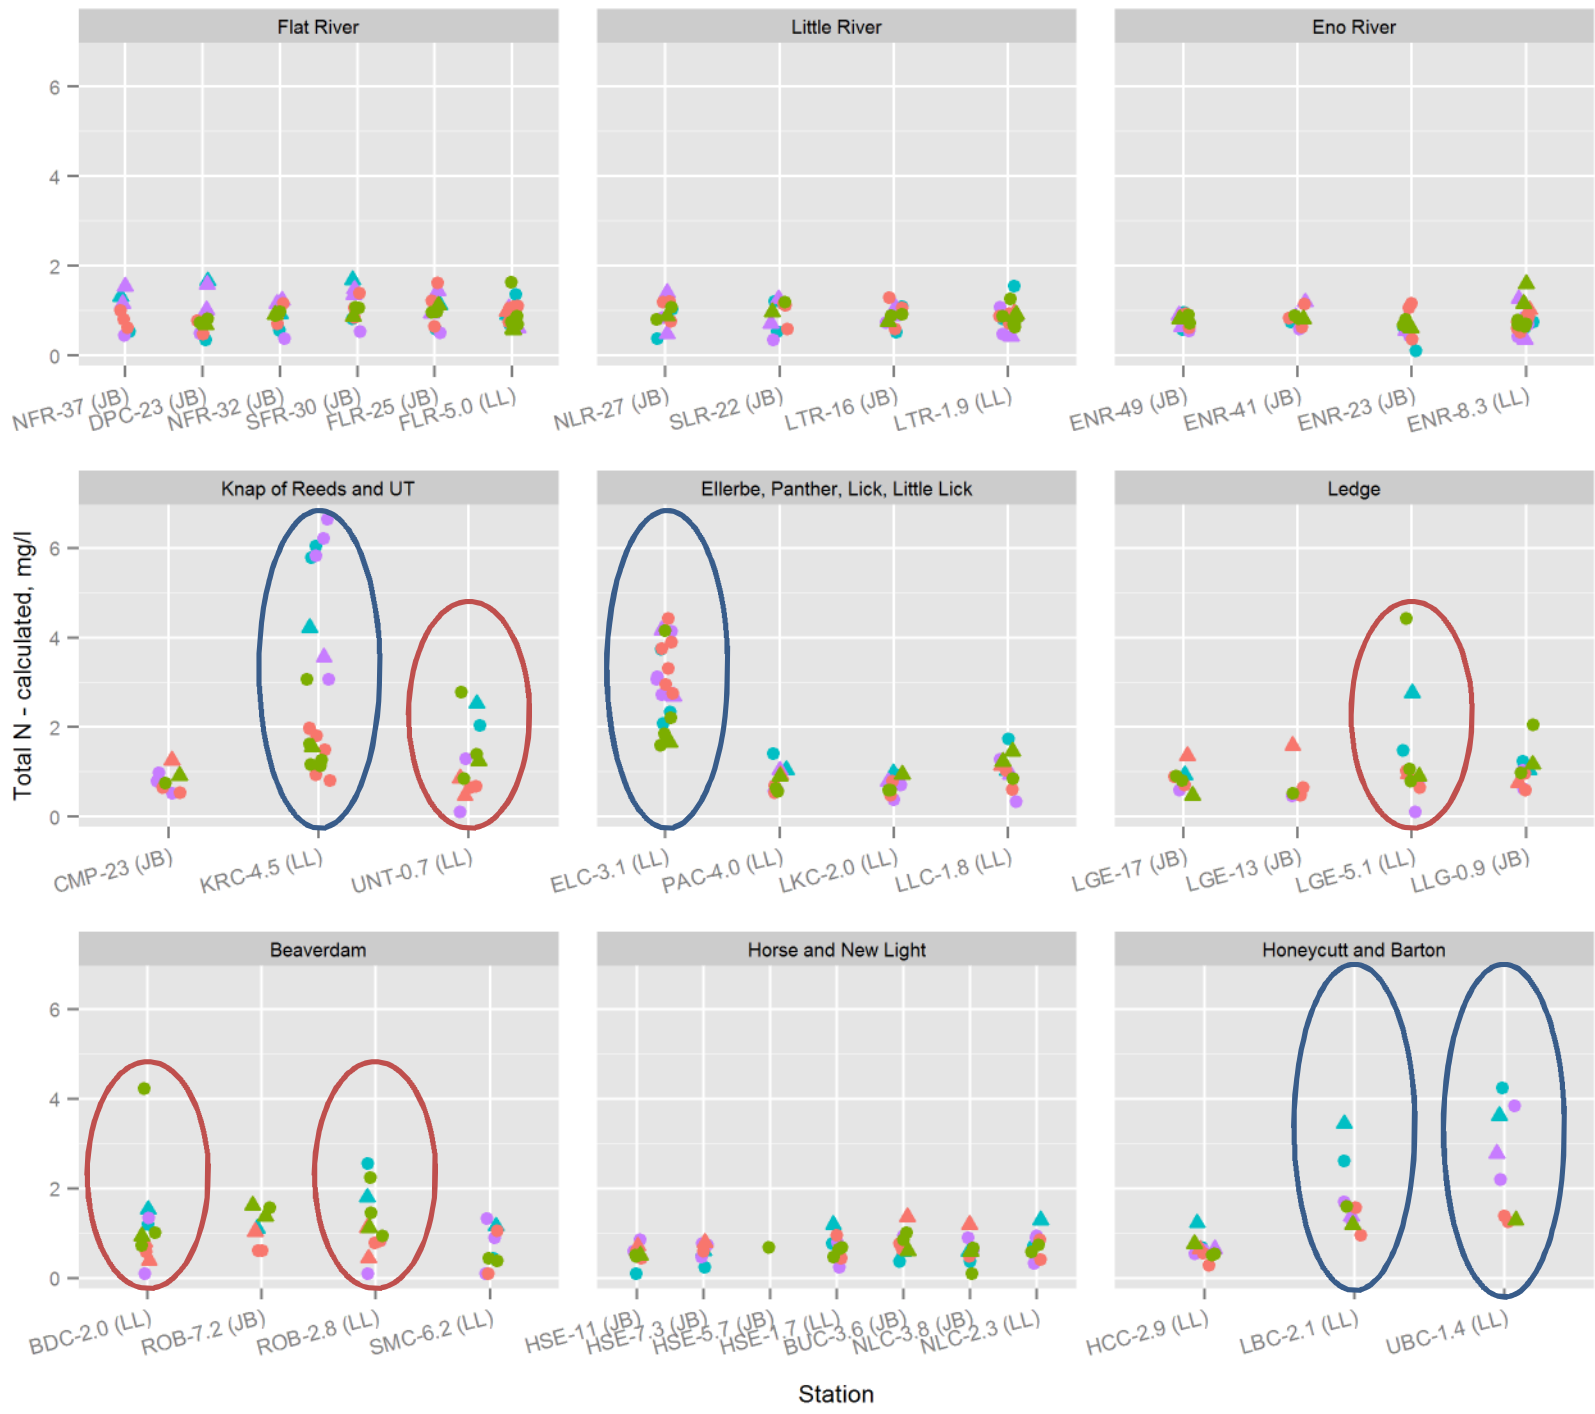 Flat River
Little River
Eno River
6
4
2
0
NFR-37 (JB)
DPC-23 (JB)
NFR-32 (JB)
SFR-30 (JB)
FLR-25 (JB)
FLR-5.0 (LL)
NLR-27 (JB)
SLR-22 (JB)
LTR-16 (JB)
LTR-1.9 (LL)
ENR-49 (JB)
ENR-41 (JB)
ENR-23 (JB)
ENR-8.3 (LL)
Total N - calculated, mg/l
Knap of Reeds and UT
Ellerbe, Panther, Lick, Little Lick
Ledge
6
4
2
0
CMP-23 (JB)
KRC-4.5 (LL)
UNT-0.7 (LL)
ELC-3.1 (LL)
PAC-4.0 (LL)
LKC-2.0 (LL)
LLC-1.8 (LL)
LGE-17 (JB)
LGE-13 (JB)
LGE-5.1 (LL)
LLG-0.9 (JB)
Beaverdam
Horse and New Light
Honeycutt and Barton
6
4
2
0
BDC-2.0 (LL)
ROB-7.2 (JB)
ROB-2.8 (LL)
SMC-6.2 (LL)
HSE-11 (JB)
HSE-7.3 (JB)
HSE-5.7 (JB)
HSE-1.7 (LL)
BUC-3.6 (JB)
NLC-3.8 (JB)
NLC-2.3 (LL)
HCC-2.9 (LL)
LBC-2.1 (LL)
UBC-1.4 (LL)
Station